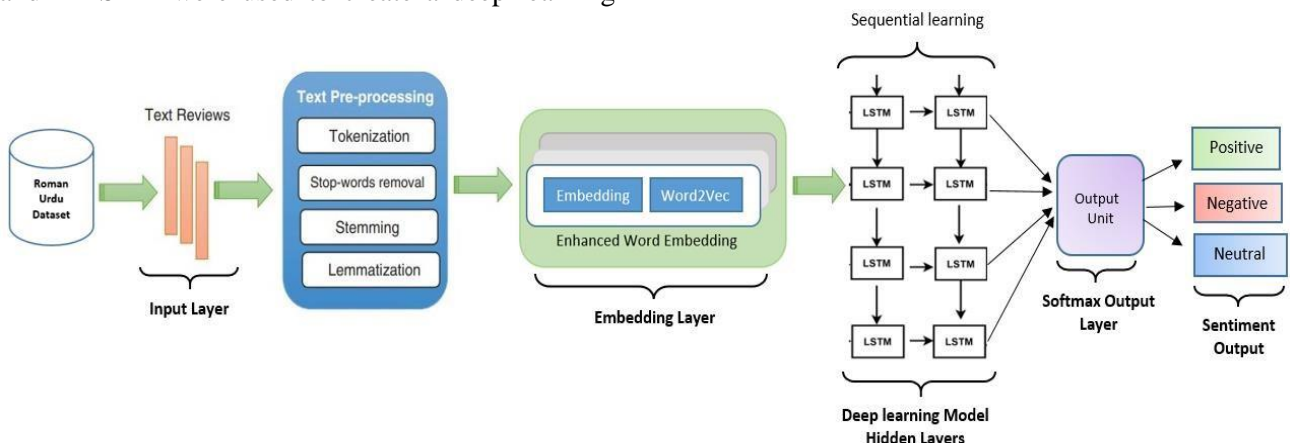 Sequential learning
Text Reviews
Roman
Urdu
Dataset
Input Layer
Text Pre-processing
Tokenization
Stop-words removal
Stemming
Lemmatization
Embedding
Word2Vec
Enhanced Word Embedding
Embedding Layer
LSTM LSTM
LSTM LSTM
LSTM LSTM
LSTM LSTM
Deep learning Model
Hidden Layers
Output
Unit
Softmax Output
Layer
Positive
Negative
Neutral
Sentiment
Output